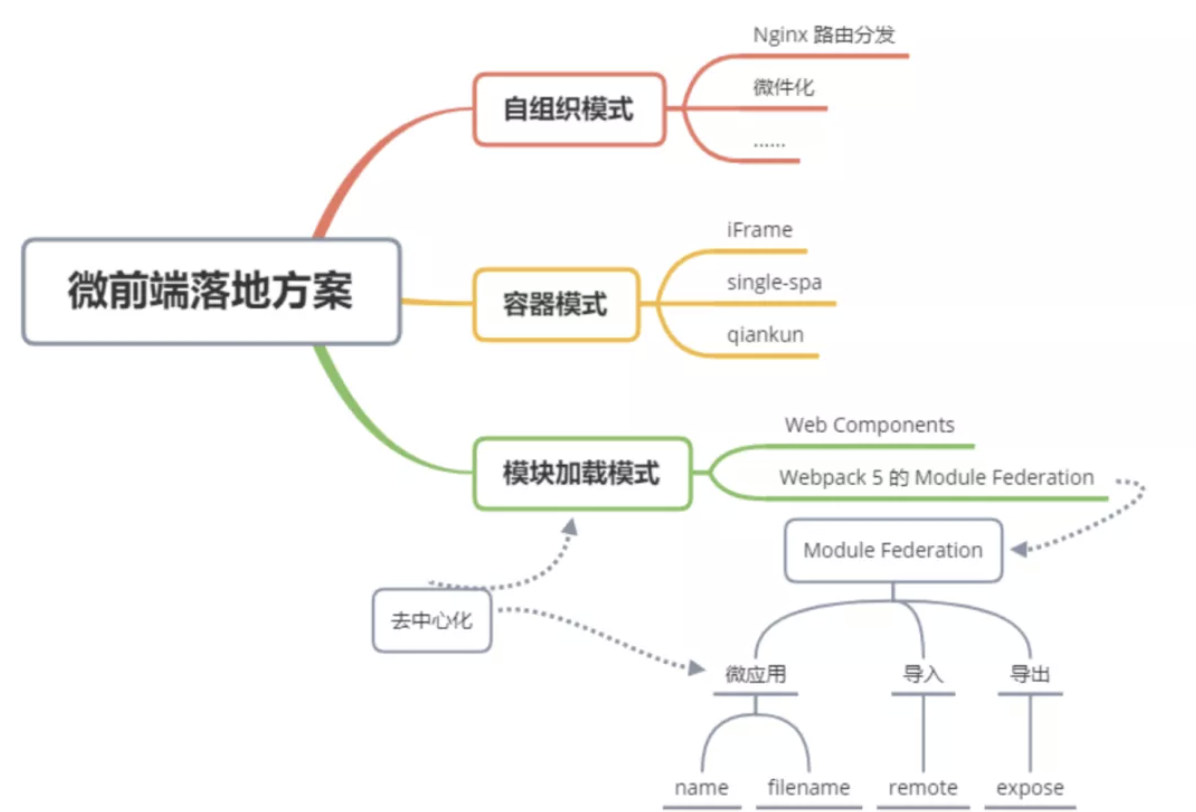 微前端落地方案
自组织模式
Nginx 路由分发
微件化
......
容器模式
iFrame
single-spa
qiankun
模块加载模式
Web Components
Webpack 5 的 Module Federation
Module Federation
去中心化
微应用
导入
导出
name
filename
remote
expose